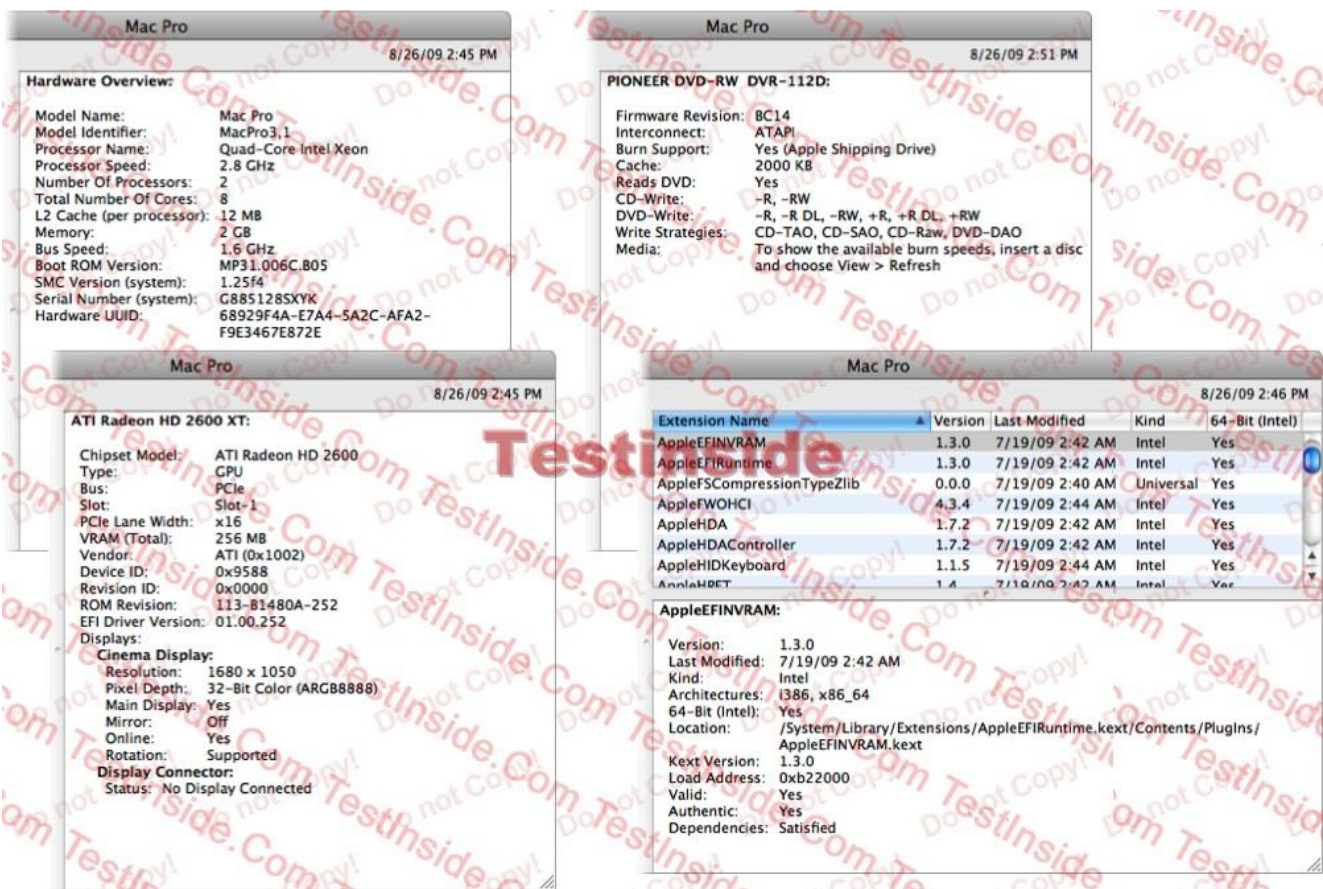 Mac Pro
8/26/09 2:45 PM
Hardware Overview:
Model Name: Mac Pro
Model Identifier: MacPro3,1
Processor Name: Quad-Core Intel Xeon
Processor Speed: 2.8 GHz
Number Of Processors: 2
Total Number Of Cores: 8
L2 Cache (per processor): 12 MB
Memory: 2 GB
Bus Speed: 1.6 GHz
Boot ROM Version: MP31.006C.B05
SMC Version (system): 1.25f4
Serial Number (system): G885128SXYK
Hardware UUID: 68929F4A-E7A4-5A2C-AFA2-
F9E3467E872E
Mac Pro
8/26/09 2:51 PM
PIONEER DVD-RW DVR-112D:
Firmware Revision: BC14
Interconnect: ATAPI
Burn Support: Yes (Apple Shipping Drive)
Cache: 2000 KB
Reads DVD: Yes
CD-Write: -R, -RW
DVD-Write: -R, -R DL, -RW, +R, +R DL, +RW
Write Strategies: CD-TAO, CD-SAO, CD-Raw, DVD-DAO
Media: To show the available burn speeds, insert a disc
and choose View > Refresh
Mac Pro
8/26/09 2:45 PM
ATI Radeon HD 2600 XT:
Chipset Model: ATI Radeon HD 2600
Type: GPU
Bus: PCIe
Slot: Slot-1
PCIe Lane Width: x16
VRAM (Total): 256 MB
Vendor: ATI (0x1002)
Device ID: 0x9588
Revision ID: 0x0000
ROM Revision: 113-B1480A-252
EFI Driver Version: 01.00.252
Displays:
Cinema Display:
Resolution: 1680 x 1050
Pixel Depth: 32-Bit Color (ARGB8888)
Main Display: Yes
Mirror: Off
Online: Yes
Rotation: Supported
Display Connector:
Status: No Display Connected
Mac Pro
8/26/09 2:46 PM
Extension Name Version Last Modified Kind 64-Bit (Intel)
AppleEFINVRAM 1.3.0 7/19/09 2:42 AM Intel Yes
AppleEFIRuntime 1.3.0 7/19/09 2:42 AM Intel Yes
AppleFSCompressionTypeZlib 0.0.0 7/19/09 2:40 AM Universal Yes
AppleFWOHCI 4.3.4 7/19/09 2:44 AM Intel Yes
AppleHDA 1.7.2 7/19/09 2:42 AM Intel Yes
AppleHDAController 1.7.2 7/19/09 2:42 AM Intel Yes
AppleHIDKeyboard 1.1.5 7/19/09 2:44 AM Intel Yes
AppleHPET 1.4 7/19/09 2:42 AM Intel Yes
AppleEFINVRAM:
Version: 1.3.0
Last Modified: 7/19/09 2:42 AM
Kind: Intel
Architectures: i386, x86_64
64-Bit (Intel): Yes
Location: /System/Library/Extensions/AppleEFIRuntime.kext/Contents/PlugIns/
AppleEFINVRAM.kext
Kext Version: 1.3.0
Load Address: 0xb22000
Valid: Yes
Authentic: Yes
Dependencies: Satisfied
Testinside
TestInside.Com
Do not Copy!